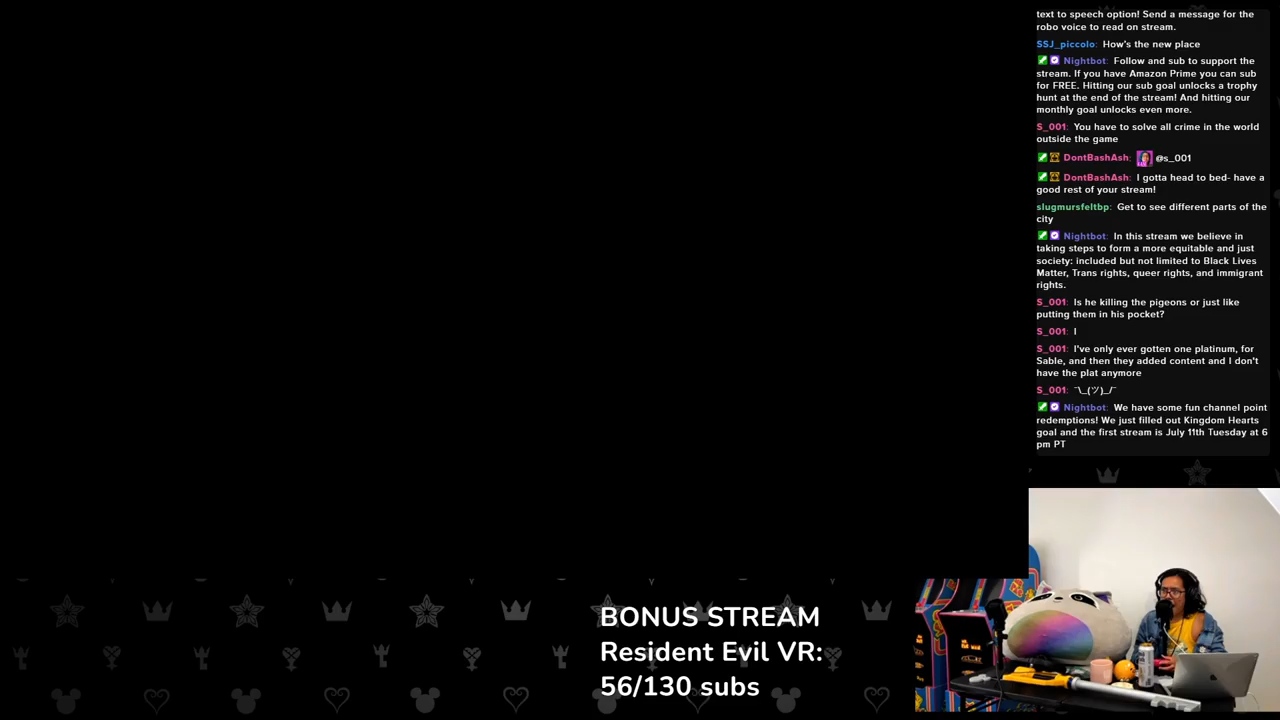 text to speech option! Send a message for the
robo voice to read on stream.
SSJ_piccolo: How's the new place
Nightbot: Follow and sub to support the
stream. If you have Amazon Prime you can sub
for FREE. Hitting our sub goal unlocks a trophy
hunt at the end of the stream! And hitting our
monthly goal unlocks even more.
S_001: You have to solve all crime in the world
outside the game
DontBashAsh: @s_001
DontBashAsh: I gotta head to bed- have a
good rest of your stream!
slugmursfeltbp: Get to see different parts of the
city
Nightbot: In this stream we believe in
taking steps to form a more equitable and just
society: included but not limited to Black Lives
Matter, Trans rights, queer rights, and immigrant
rights.
S_001: Is he killing the pigeons or just like
putting them in his pocket?
S_001: I
S_001: I've only ever gotten one platinum, for
Sable, and then they added content and I don't
have the plat anymore
S_001: ¯\_(ツ)_/¯
Nightbot: We have some fun channel point
redemptions! We just filled out Kingdom Hearts
goal and the first stream is July 11th Tuesday at 6
pm PT
BONUS STREAM
Resident Evil VR:
56/130 subs